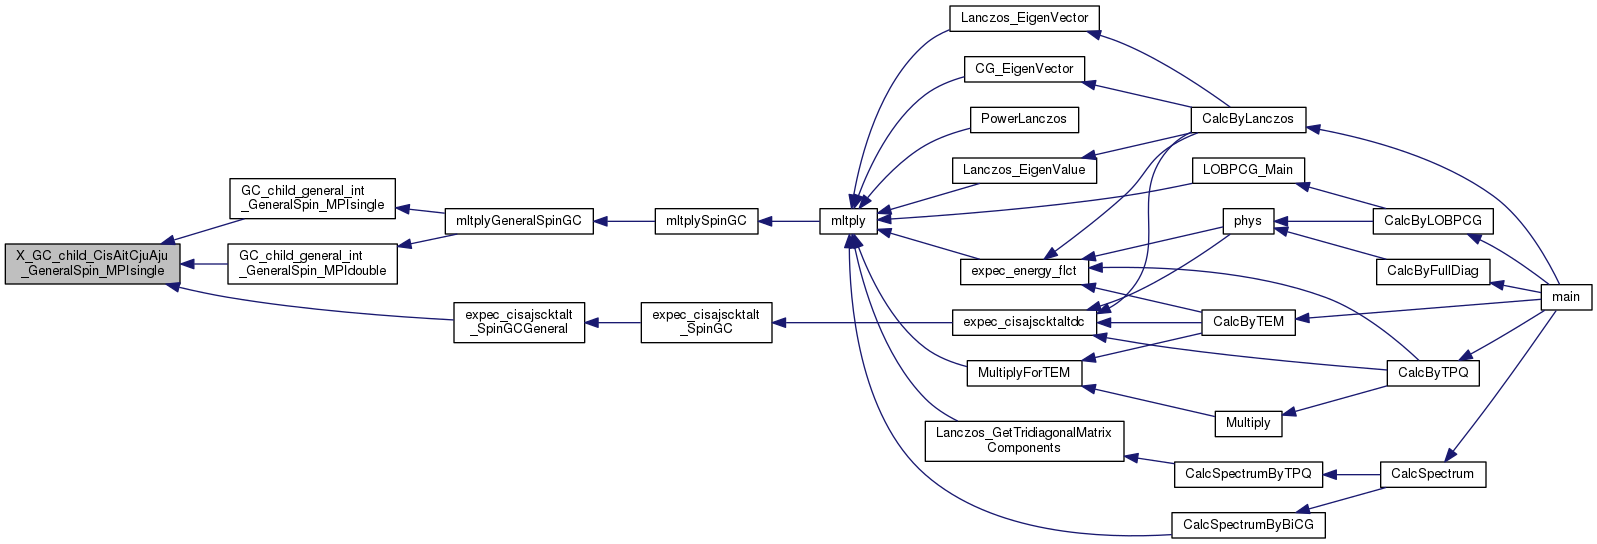 X_GC_child_CisAitCjuAju
_GeneralSpin_MPIsingle
GC_child_general_int
_GeneralSpin_MPIsingle
GC_child_general_int
_GeneralSpin_MPIdouble
expec_cisajscktalt
_SpinGCGeneral
mltplyGeneralSpinGC
expec_cisajscktalt
_SpinGC
mltplySpinGC
mltply
Lanczos_EigenVector
CG_EigenVector
PowerLanczos
Lanczos_EigenValue
expec_energy_flct
expec_cisajscktaltdc
MultiplyForTEM
Lanczos_GetTridiagonalMatrix
Components
CalcByLanczos
LOBPCG_Main
phys
CalcByTEM
Multiply
CalcSpectrumByTPQ
CalcSpectrumByBiCG
CalcByLOBPCG
CalcByFullDiag
CalcByTPQ
CalcSpectrum
main